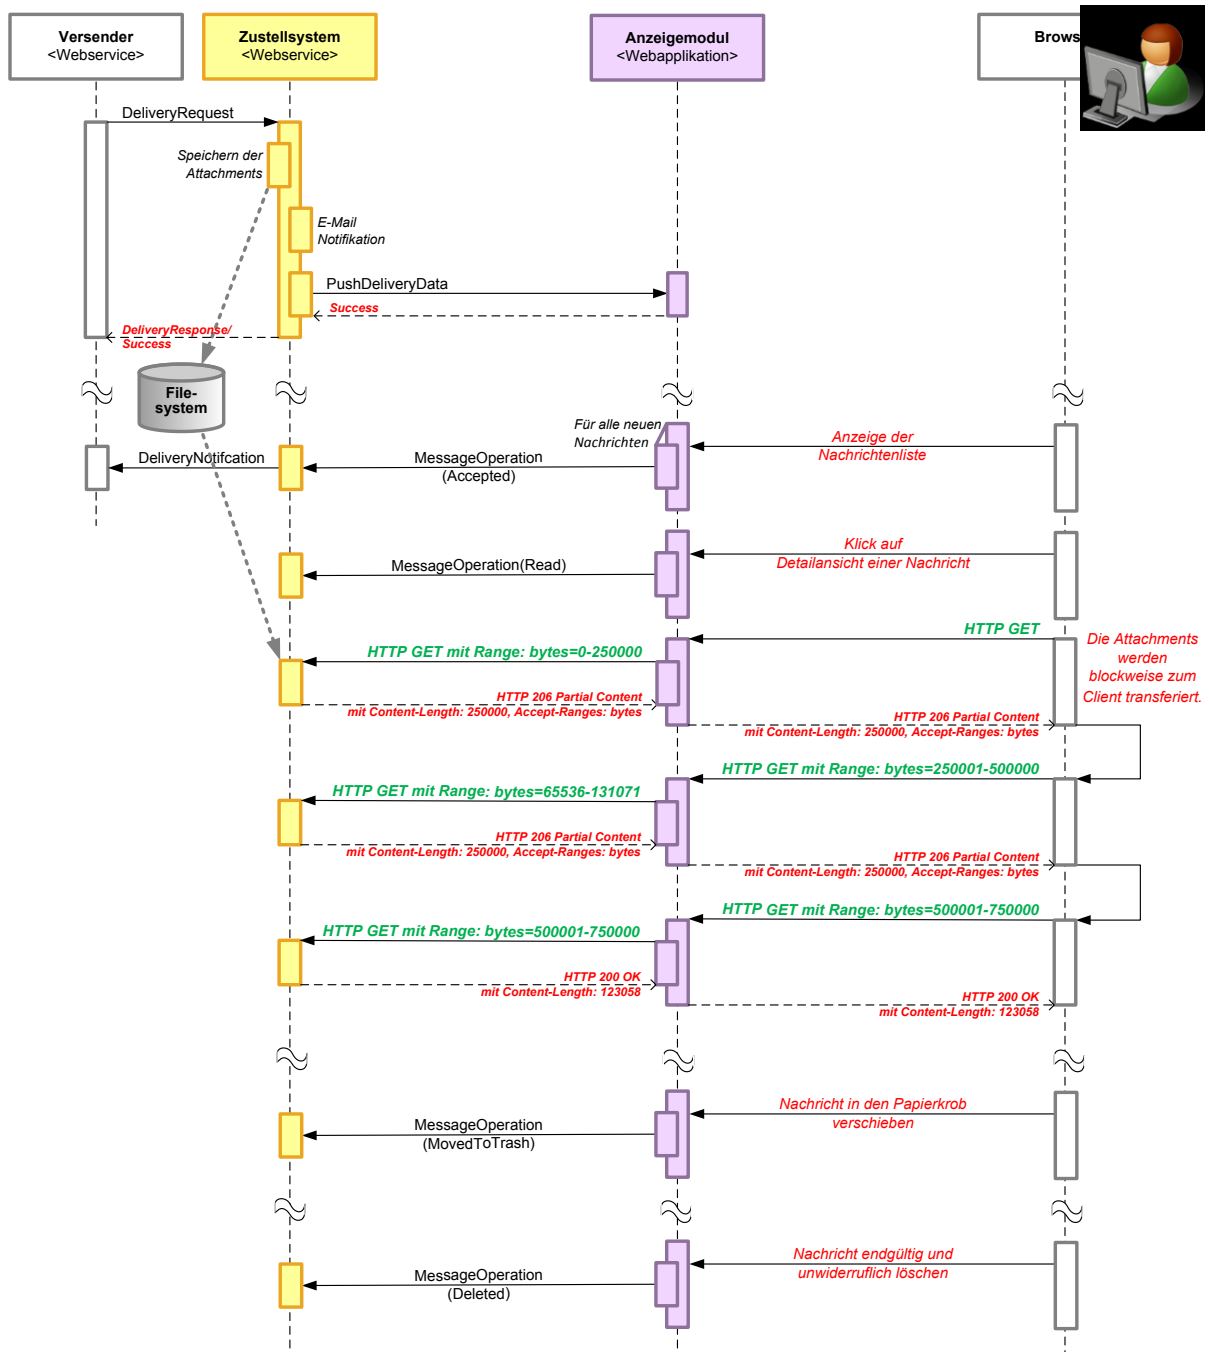 Versender
<Webservice>
Zustellsystem
<Webservice>
Anzeigemodul
<Webapplikation>
Brows
DeliveryRequest
Speichern der
Attachments
E-Mail
Notifikation
PushDeliveryData
Success
DeliveryResponse/
Success
File-
system
Für alle neuen
Nachrichten
Anzeige der
Nachrichtenliste
DeliveryNotifcation
MessageOperation
(Accepted)
Klick auf
Detailansicht einer Nachricht
MessageOperation(Read)
HTTP GET
Die Attachments
werden
blockweise zum
Client transferiert.
HTTP GET mit Range: bytes=0-250000
HTTP 206 Partial Content
mit Content-Length: 250000, Accept-Ranges: bytes
HTTP 206 Partial Content
mit Content-Length: 250000, Accept-Ranges: bytes
HTTP GET mit Range: bytes=250001-500000
HTTP GET mit Range: bytes=65536-131071
HTTP 206 Partial Content
mit Content-Length: 250000, Accept-Ranges: bytes
HTTP 206 Partial Content
mit Content-Length: 250000, Accept-Ranges: bytes
HTTP GET mit Range: bytes=500001-750000
HTTP GET mit Range: bytes=500001-750000
HTTP 200 OK
mit Content-Length: 123058
HTTP 200 OK
mit Content-Length: 123058
Nachricht in den Papierkrob
verschieben
MessageOperation
(MovedToTrash)
Nachricht endgültig und
unwiderruflich löschen
MessageOperation
(Deleted)